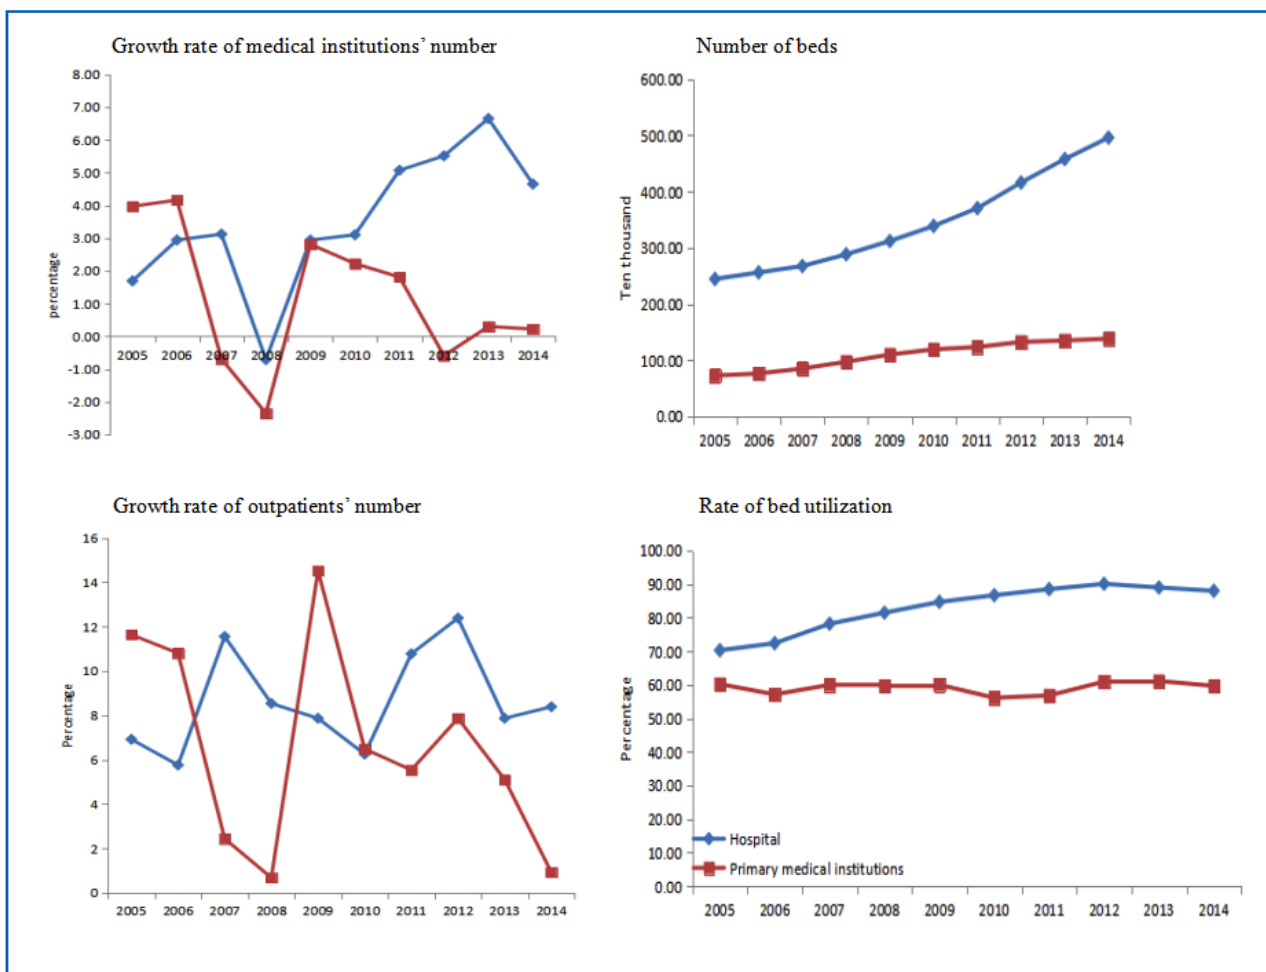 Growth rate of medical institutions’ number
8.00
7.00
6.00
5.00
4.00
3.00
2.00
1.00
0.00
-1.00
-2.00
-3.00
percentage
2005 2006 2007 2008 2009 2010 2011 2012 2013 2014
Number of beds
600.00
500.00
400.00
300.00
200.00
100.00
0.00
Ten thousand
2005 2006 2007 2008 2009 2010 2011 2012 2013 2014
Growth rate of outpatients’ number
16
14
12
10
8
6
4
2
0
Percentage
2005 2006 2007 2008 2009 2010 2011 2012 2013 2014
Rate of bed utilization
100.00
90.00
80.00
70.00
60.00
50.00
40.00
30.00
20.00
10.00
0.00
Percentage
Hospital
Primary medical institutions
2005 2006 2007 2008 2009 2010 2011 2012 2013 2014